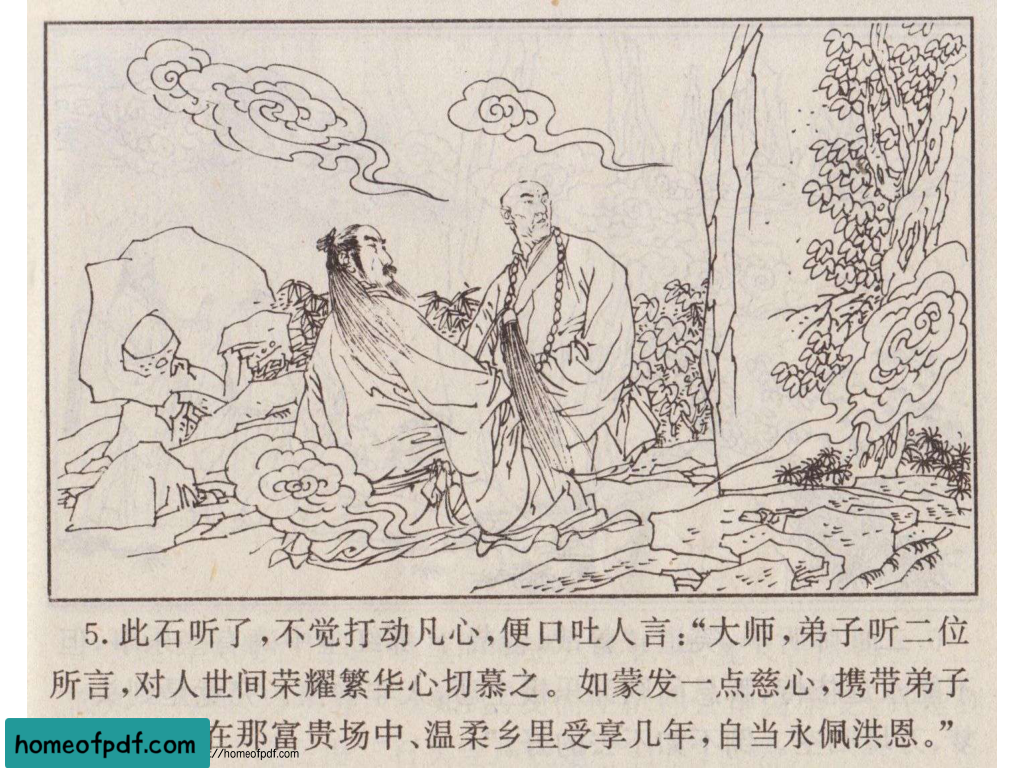 5. 此石听了,不觉打动凡心,便口吐人言:“大师,弟子听二位
所言,对人世间荣耀繁华心切慕之。如蒙发一点慈心,携带弟子
在那富贵场中、温柔乡里受享几年,自当永佩洪恩。”
homeofpdf.com
//homeofpdf.com